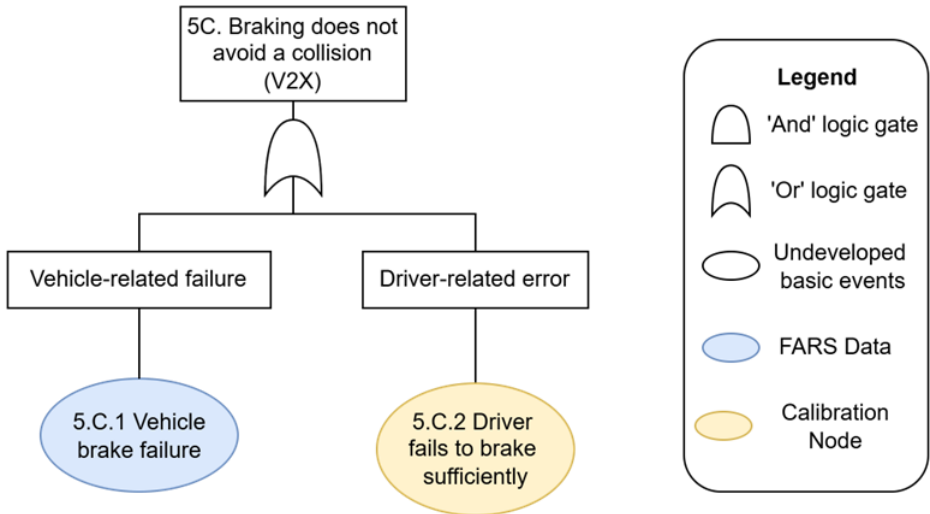 5C. Braking does not
avoid a collision
(V2X)
Vehicle-related failure
Driver-related error
5.C.1 Vehicle
brake failure
5.C.2 Driver
fails to brake
sufficiently
Legend
'And' logic gate
'Or' logic gate
Undeveloped
basic events
FARS Data
Calibration
Node